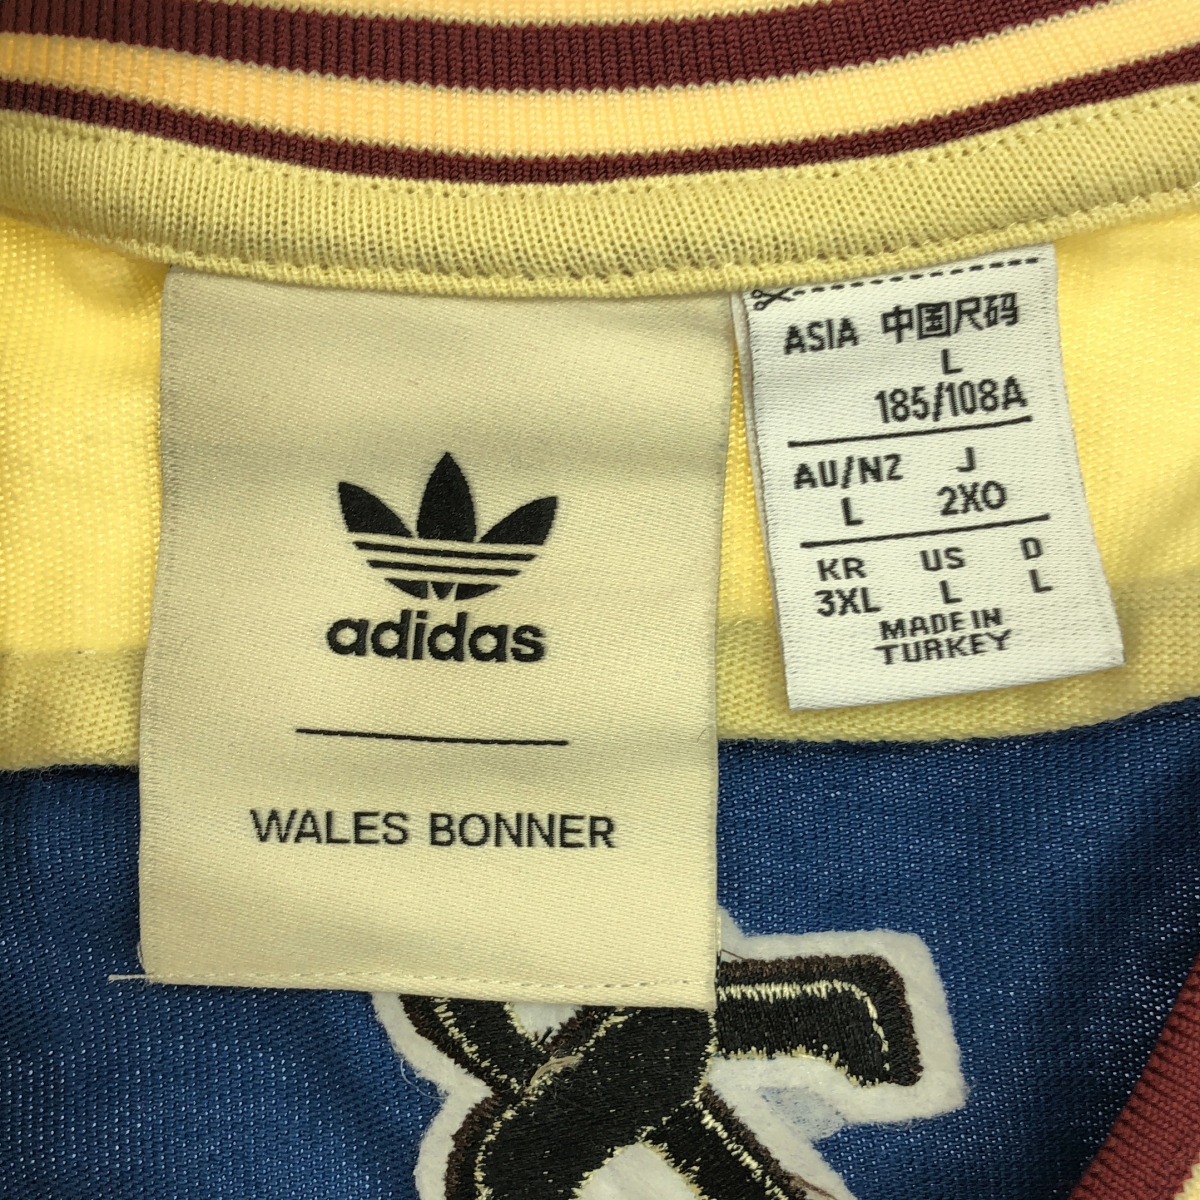 adidas
WALES BONNER
ASIA 中国尺码
L
185/108A
AU/NZ J
L 2XO
KR US D
3XL L L
MADE IN
TURKEY